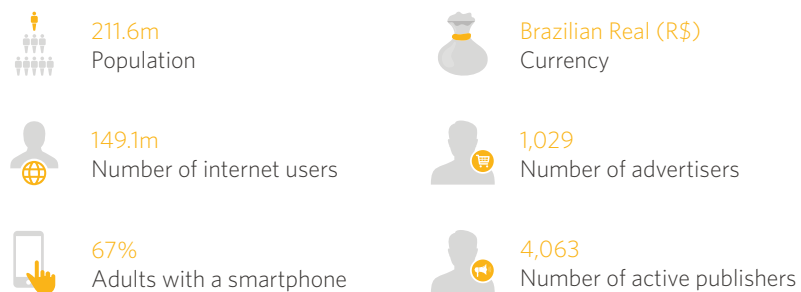 211.6m
Population
Brazilian Real (R$)
Currency
149.1m
Number of internet users
1,029
Number of advertisers
67%
Adults with a smartphone
4,063
Number of active publishers